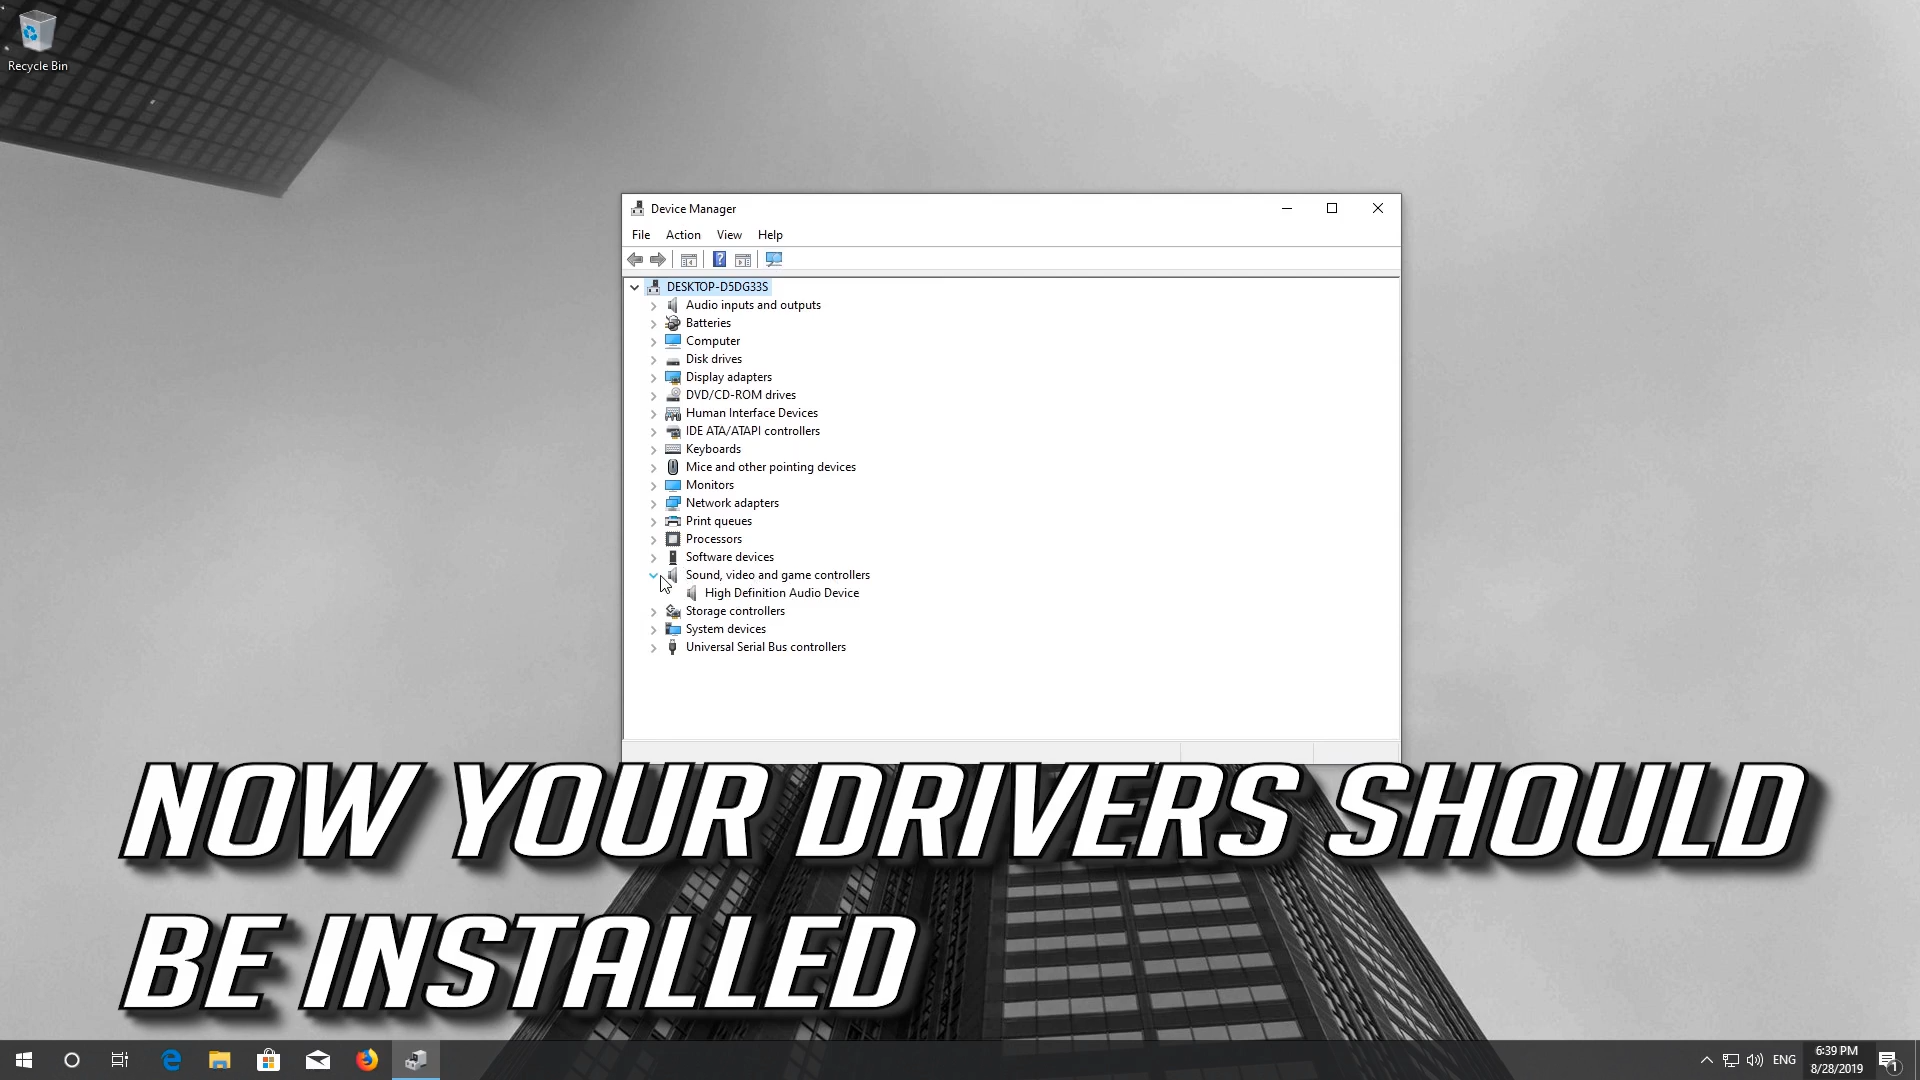 Recycle Bin
Device Manager
File Action View Help
DESKTOP-D5DG33S
Audio inputs and outputs
Batteries
Computer
Disk drives
Display adapters
DVD/CD-ROM drives
Human Interface Devices
IDE ATA/ATAPI controllers
Keyboards
Mice and other pointing devices
Monitors
Network adapters
Print queues
Processors
Software devices
Sound, video and game controllers
High Definition Audio Device
Storage controllers
System devices
Universal Serial Bus controllers
NOW YOUR DRIVERS SHOULD
BE INSTALLED
ENG
6:39 PM
8/28/2019
1